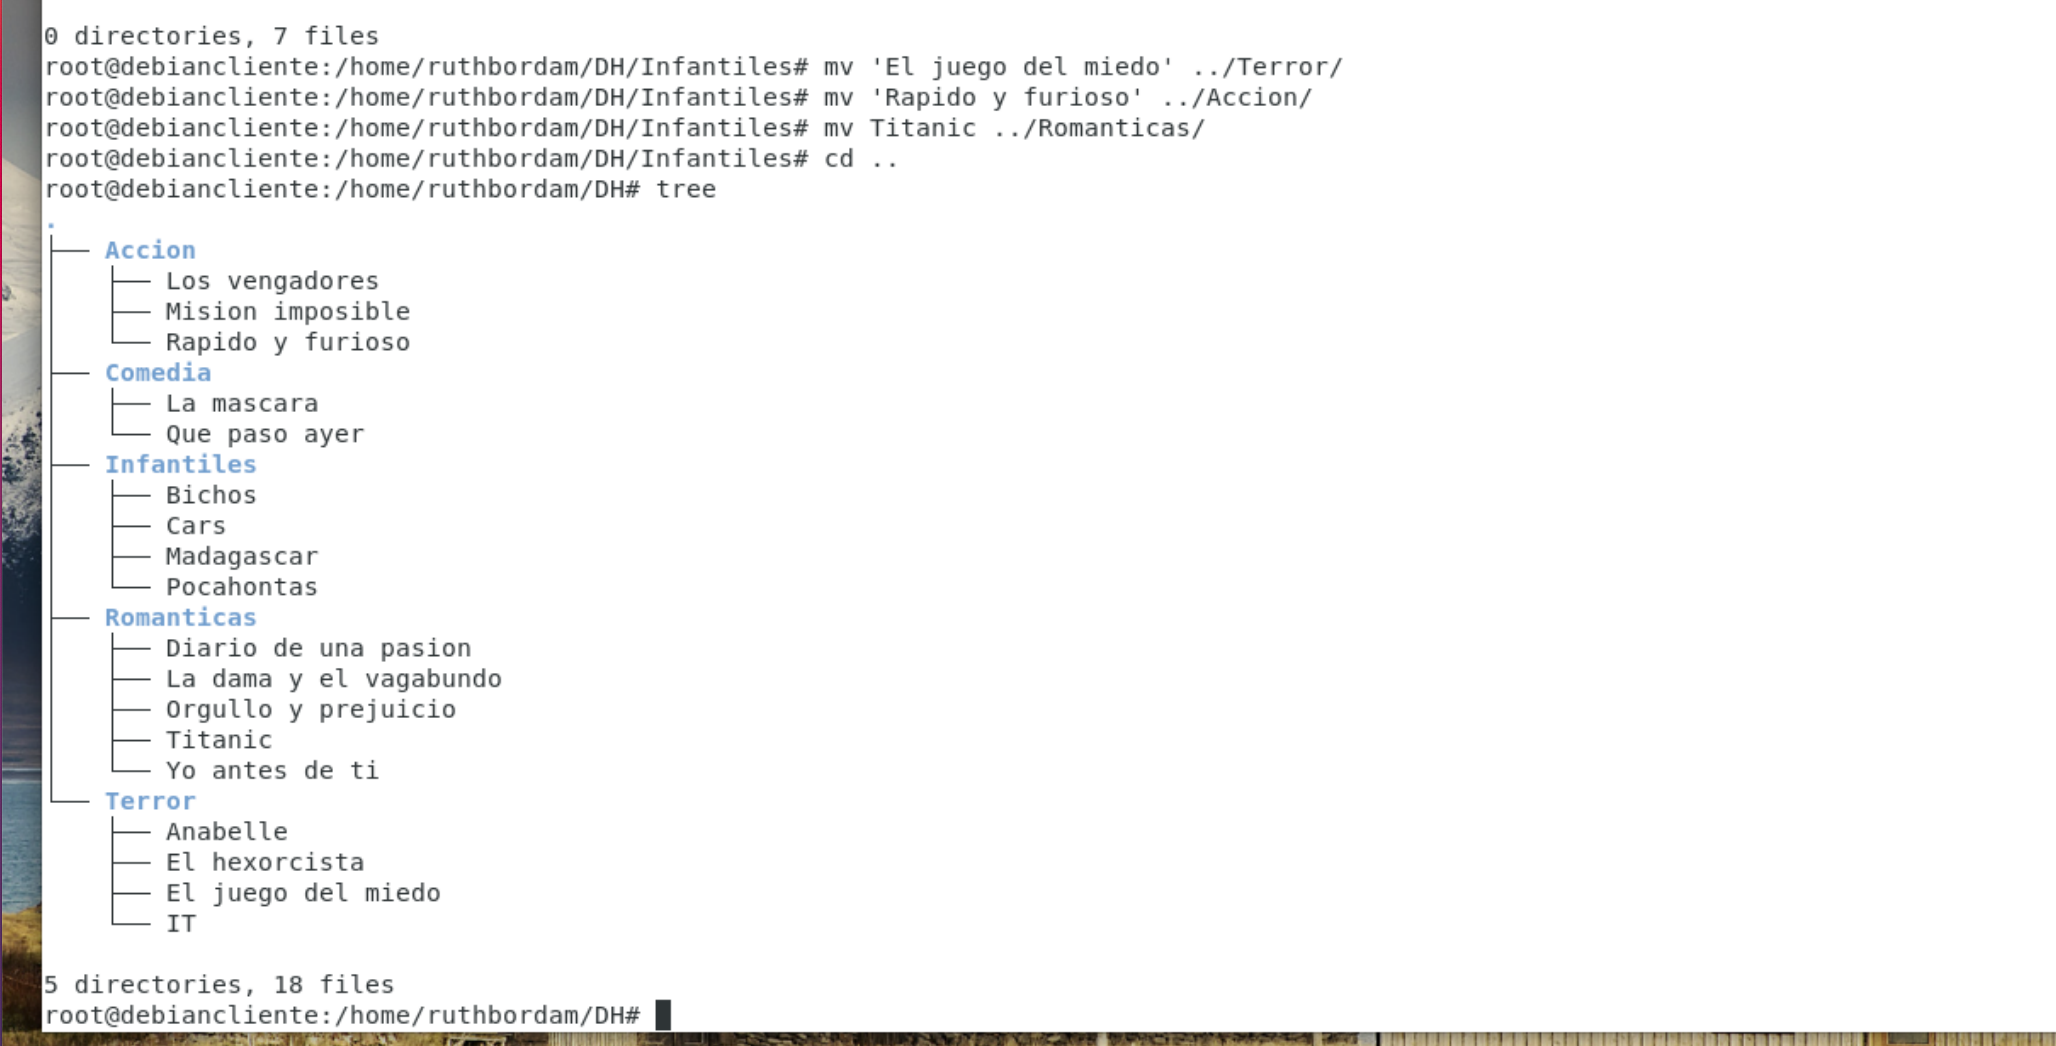 0 directories, 7 files
root@debiancliente:/home/ruthbordam/DH/Infantiles# mv 'El juego del miedo' ../Terror/
root@debiancliente:/home/ruthbordam/DH/Infantiles# mv 'Rapido y furioso' ../Accion/
root@debiancliente:/home/ruthbordam/DH/Infantiles# mv Titanic ../Romanticas/
root@debiancliente:/home/ruthbordam/DH/Infantiles# cd ..
root@debiancliente:/home/ruthbordam/DH# tree
.
├── Accion
│   ├── Los vengadores
│   ├── Mision imposible
│   └── Rapido y furioso
├── Comedia
│   ├── La mascara
│   └── Que paso ayer
├── Infantiles
│   ├── Bichos
│   ├── Cars
│   ├── Madagascar
│   └── Pocahontas
├── Romanticas
│   ├── Diario de una pasion
│   ├── La dama y el vagabundo
│   ├── Orgullo y prejuicio
│   ├── Titanic
│   └── Yo antes de ti
└── Terror
    ├── Anabelle
    ├── El hexorcista
    ├── El juego del miedo
    └── IT

5 directories, 18 files
root@debiancliente:/home/ruthbordam/DH#